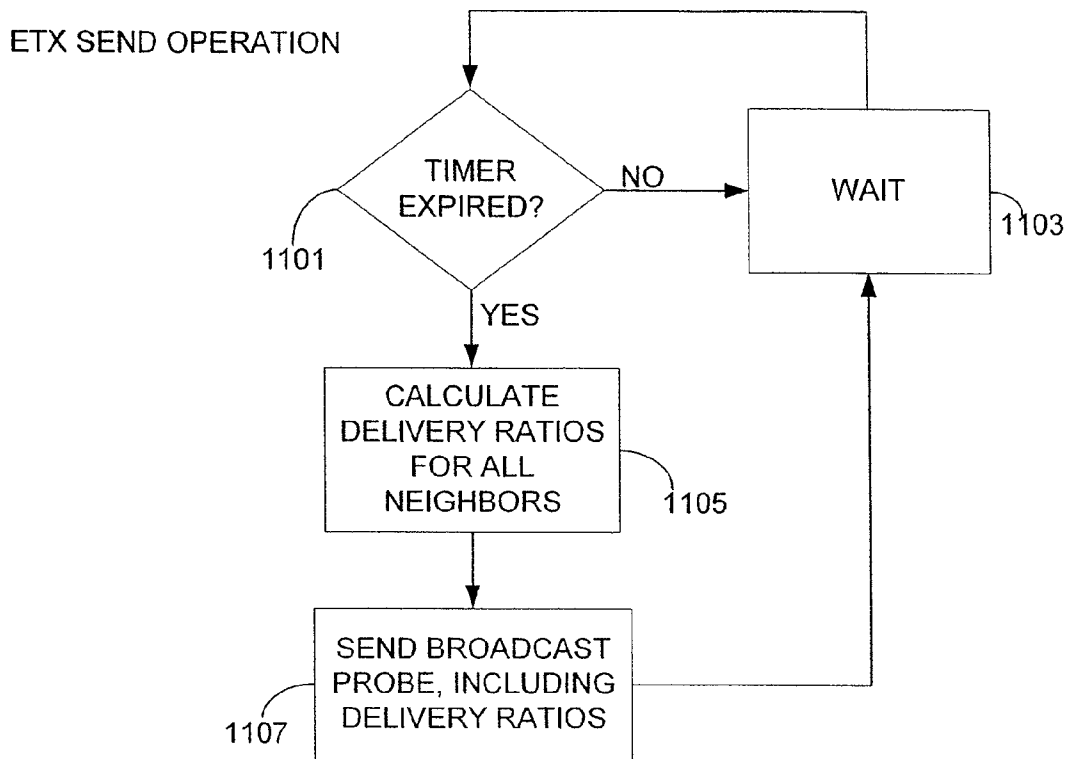 ETX SEND OPERATION
TIMER
EXPIRED?
1101
NO
WAIT
1103
YES
CALCULATE
DELIVERY RATIOS
FOR ALL
NEIGHBORS
1105
SEND BROADCAST
PROBE, INCLUDING
DELIVERY RATIOS
1107